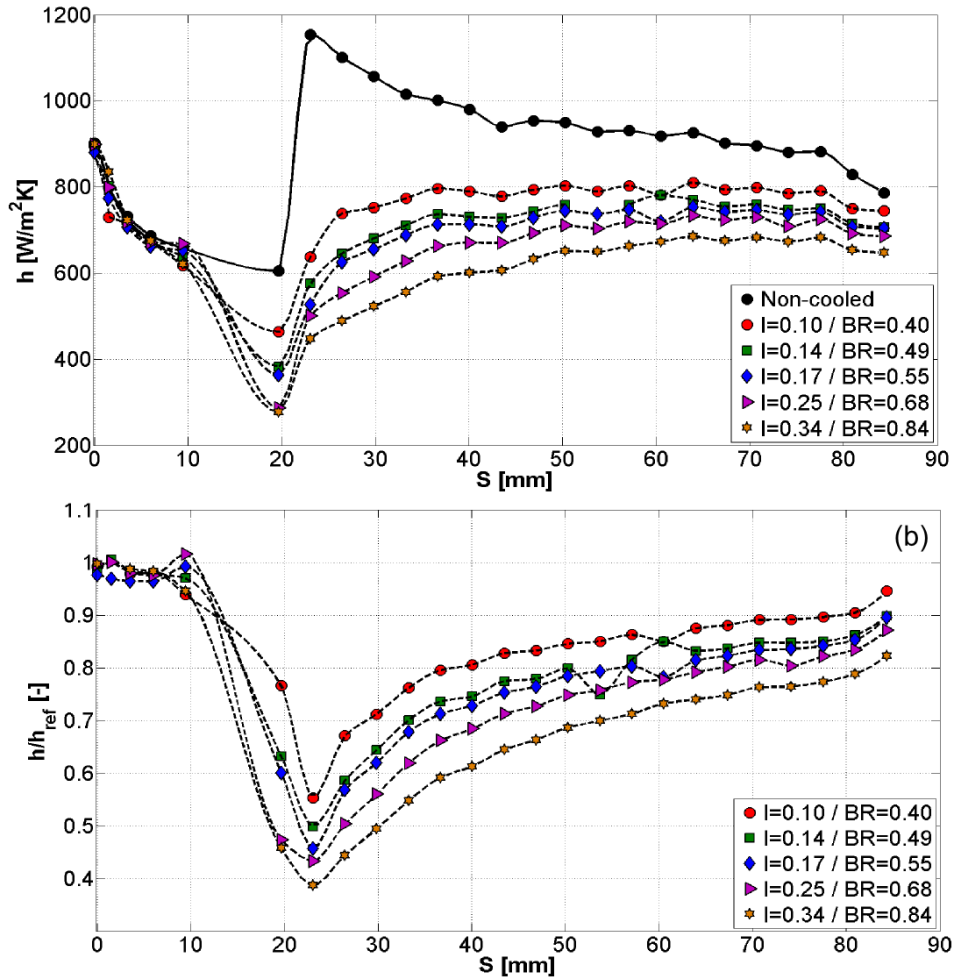 1200
1000
800
600
400
200
h [W/m²K]
0 10 20 30 40 50 60 70 80 90
S [mm]
Non-cooled
I=0.10 / BR=0.40
I=0.14 / BR=0.49
I=0.17 / BR=0.55
I=0.25 / BR=0.68
I=0.34 / BR=0.84
(b)
1.1
1
0.9
0.8
0.7
0.6
0.5
0.4
h/h_ref [-]
0 10 20 30 40 50 60 70 80 90
S [mm]
I=0.10 / BR=0.40
I=0.14 / BR=0.49
I=0.17 / BR=0.55
I=0.25 / BR=0.68
I=0.34 / BR=0.84